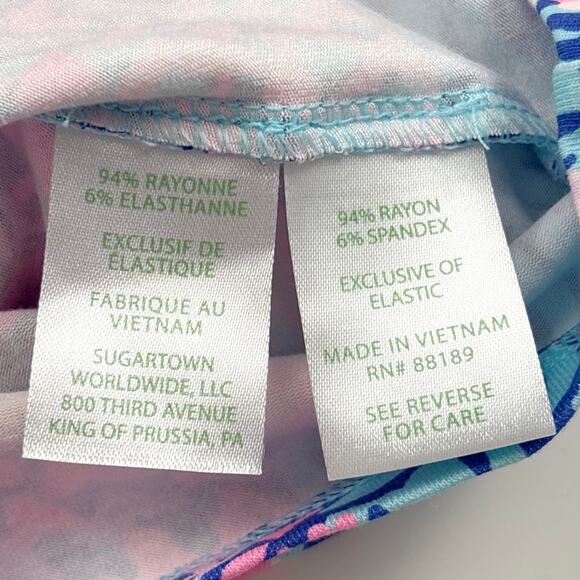 94% RAYONNE
6% ELASTHANNE
EXCLUSIF DE
ÉLASTIQUE
FABRIQUE AU
VIETNAM
SUGARTOWN
WORLDWIDE, LLC
800 THIRD AVENUE
KING OF PRUSSIA, PA
94% RAYON
6% SPANDEX
EXCLUSIVE OF
ELASTIC
MADE IN VIETNAM
RN# 88189
SEE REVERSE
FOR CARE